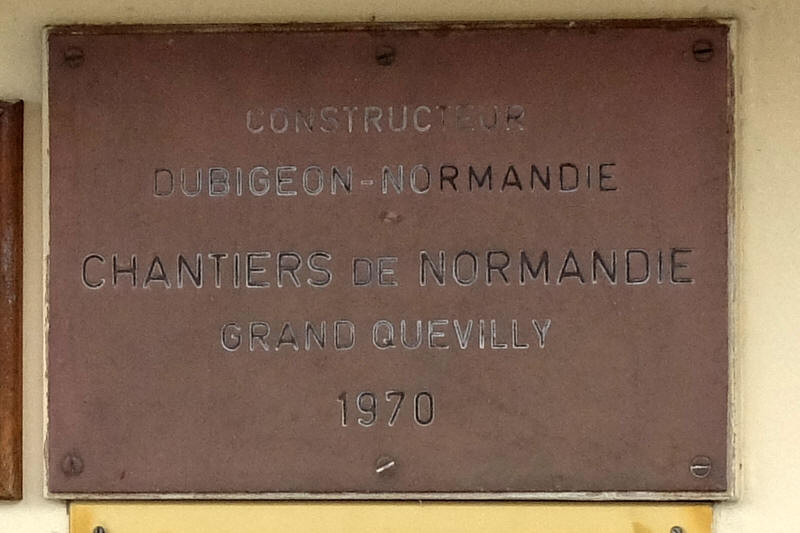 CONSTRUCTEUR
DUBIGEON-NORMANDIE
CHANTIERS DE NORMANDIE
GRAND QUEVILLY
1970